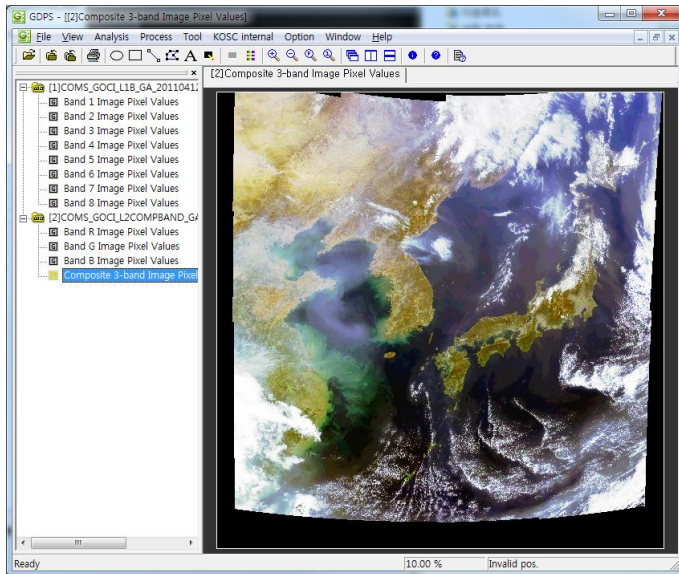 GDPS - [[2]Composite 3-band Image Pixel Values]
File View Analysis Process Tool KOSC internal Option Window Help
A
[2]Composite 3-band Image Pixel Values
[1]COMS_GOCI_L1B_GA_20110412
Band 1 Image Pixel Values
Band 2 Image Pixel Values
Band 3 Image Pixel Values
Band 4 Image Pixel Values
Band 5 Image Pixel Values
Band 6 Image Pixel Values
Band 7 Image Pixel Values
Band 8 Image Pixel Values
[2]COMS_GOCI_L2COMPBAND_GA
Band R Image Pixel Values
Band G Image Pixel Values
Band B Image Pixel Values
Composite 3-band Image Pixel
Ready
10.00 %
Invalid pos.